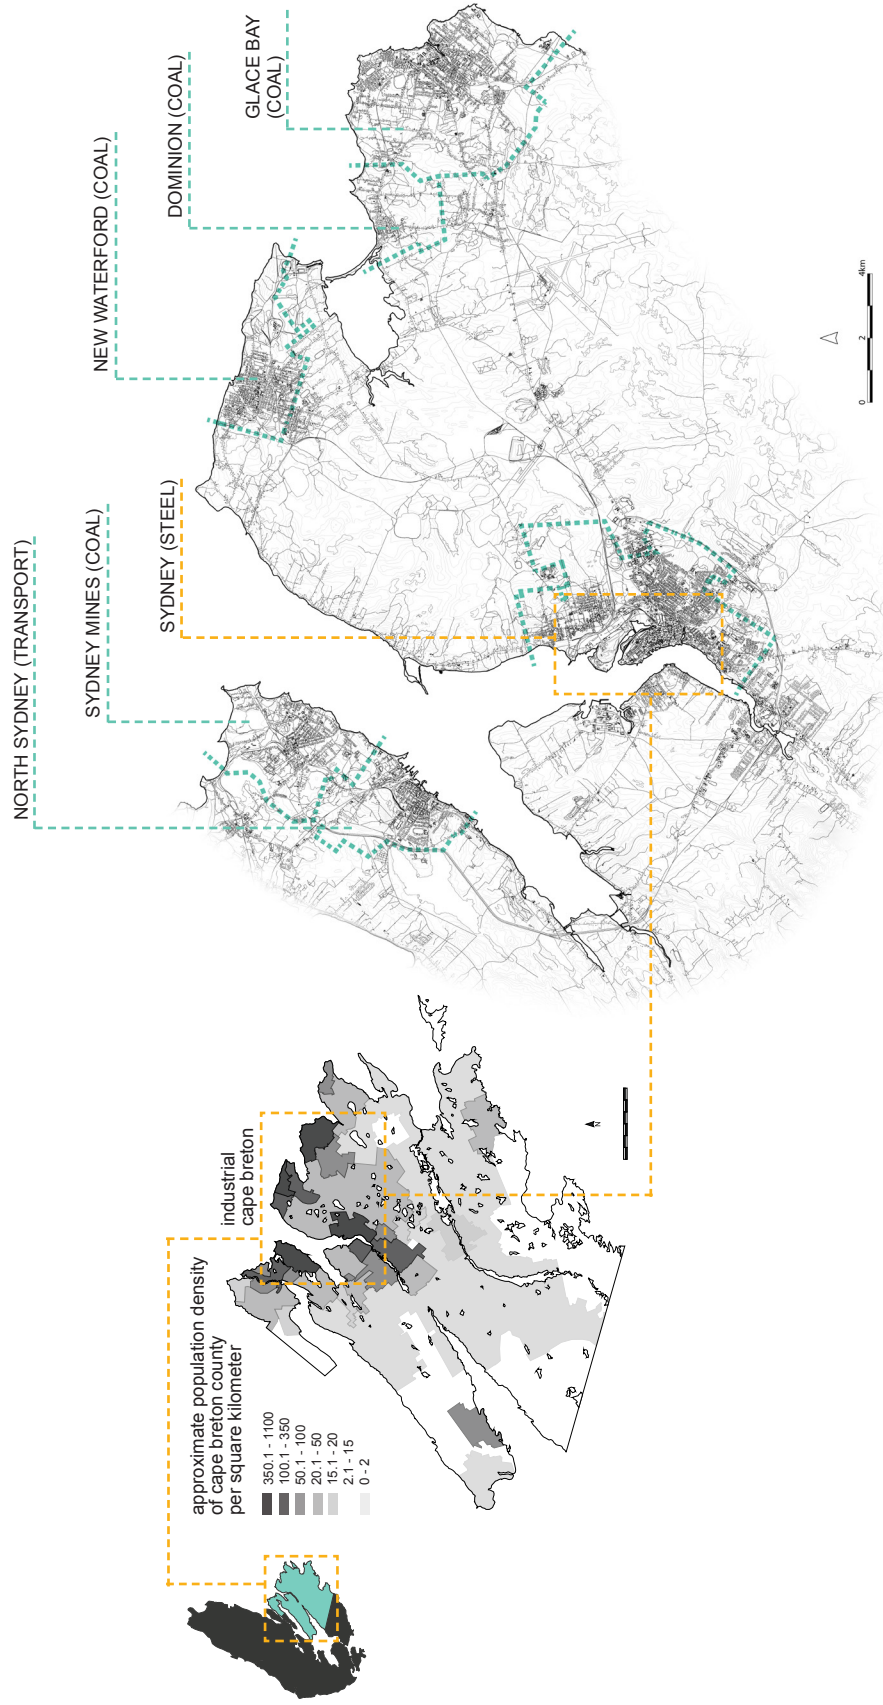 approximate population density
of cape breton county
per square kilometer
350.1 - 1100
100.1 - 350
50.1 - 100
20.1 - 50
15.1 - 20
2.1 - 15
0 - 2
industrial
cape breton
N
NORTH SYDNEY (TRANSPORT)
SYDNEY MINES (COAL)
SYDNEY (STEEL)
NEW WATERFORD (COAL)
DOMINION (COAL)
GLACE BAY
(COAL)
0 2 4km